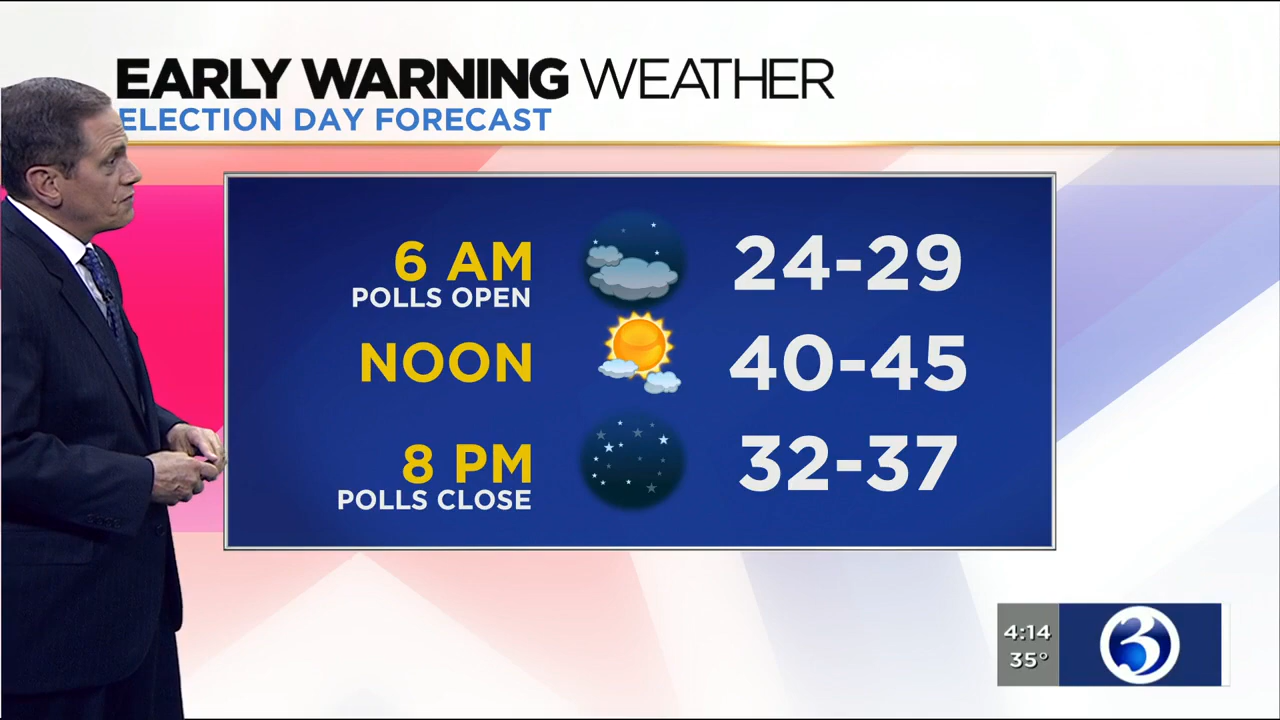 EARLY WARNING WEATHER
ELECTION DAY FORECAST
6 AM
POLLS OPEN
24-29
NOON
40-45
8 PM
POLLS CLOSE
32-37
4:14
35°
3